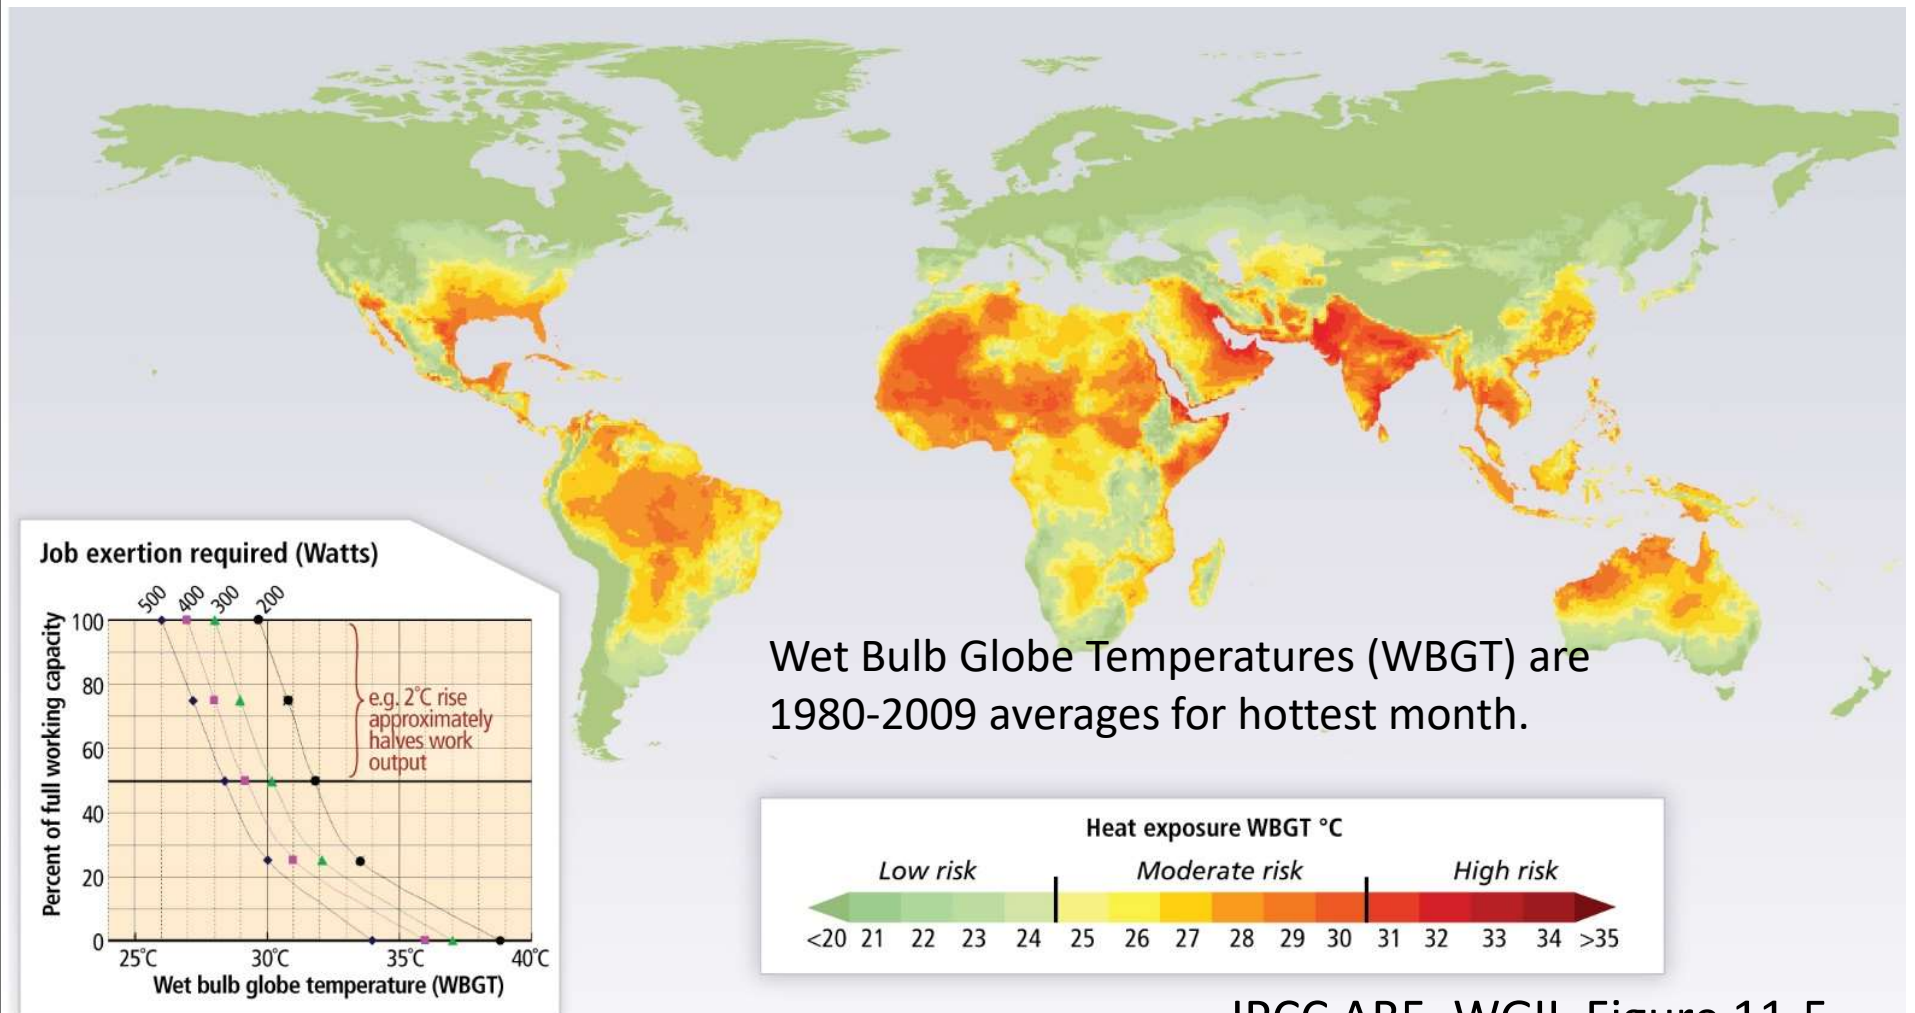 Job exertion required (Watts)
500 400 300 200
Percent of full working capacity
100
80
60
40
20
0
e.g. 2˚C rise
approximately
halves work
output
25˚C 30˚C 35˚C 40˚C
Wet bulb globe temperature (WBGT)
Wet Bulb Globe Temperatures (WBGT) are
1980-2009 averages for hottest month.
Heat exposure WBGT °C
Low risk Moderate risk High risk
<20 21 22 23 24 25 26 27 28 29 30 31 32 33 34 >35